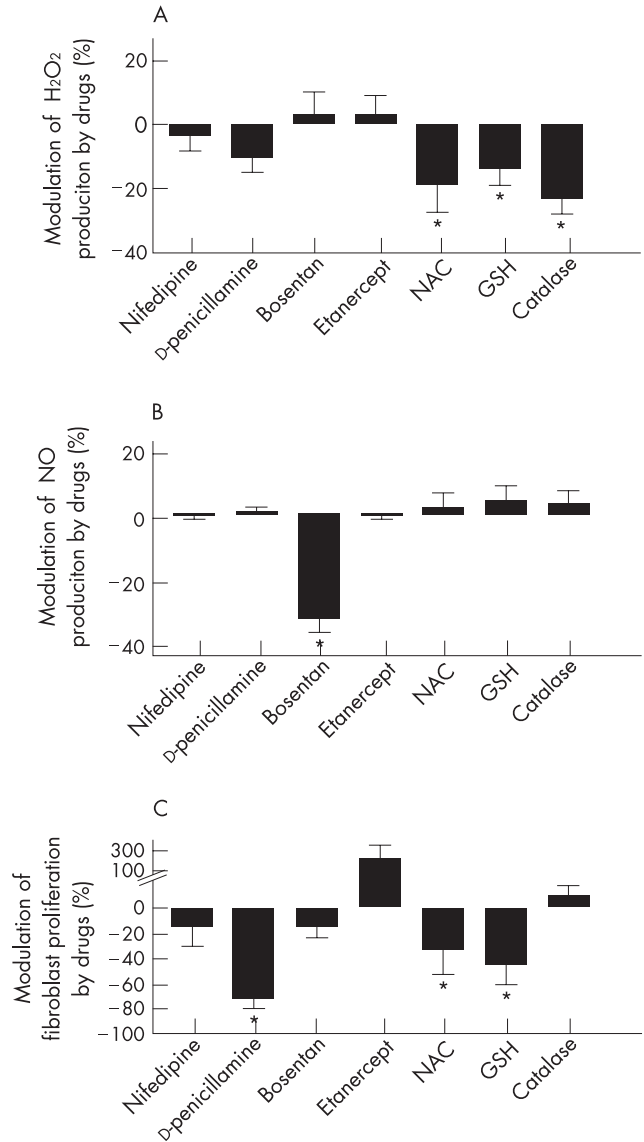 A
Modulation of H₂O₂
produciton by drugs (%)
20
0
−20
−40
Nifedipine
D-penicillamine
Bosentan
Etanercept
NAC
GSH
Catalase
*
*
*
B
Modulation of NO
produciton by drugs (%)
20
0
−20
−40
Nifedipine
D-penicillamine
Bosentan
Etanercept
NAC
GSH
Catalase
*
C
Modulation of
fibroblast proliferation
by drugs (%)
300
100
0
−20
−40
−60
−80
−100
Nifedipine
D-penicillamine
Bosentan
Etanercept
NAC
GSH
Catalase
*
*
*